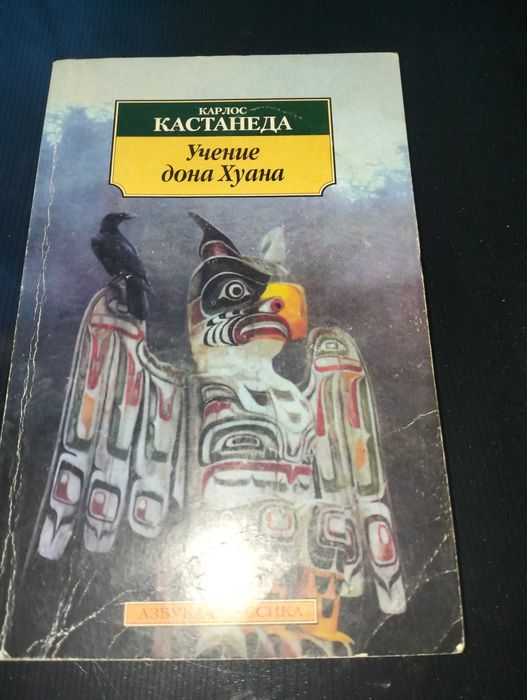 КАРЛОС
КАСТАНЕДА
Учение
дона Хуана
АЗБУКА-КЛАССИКА